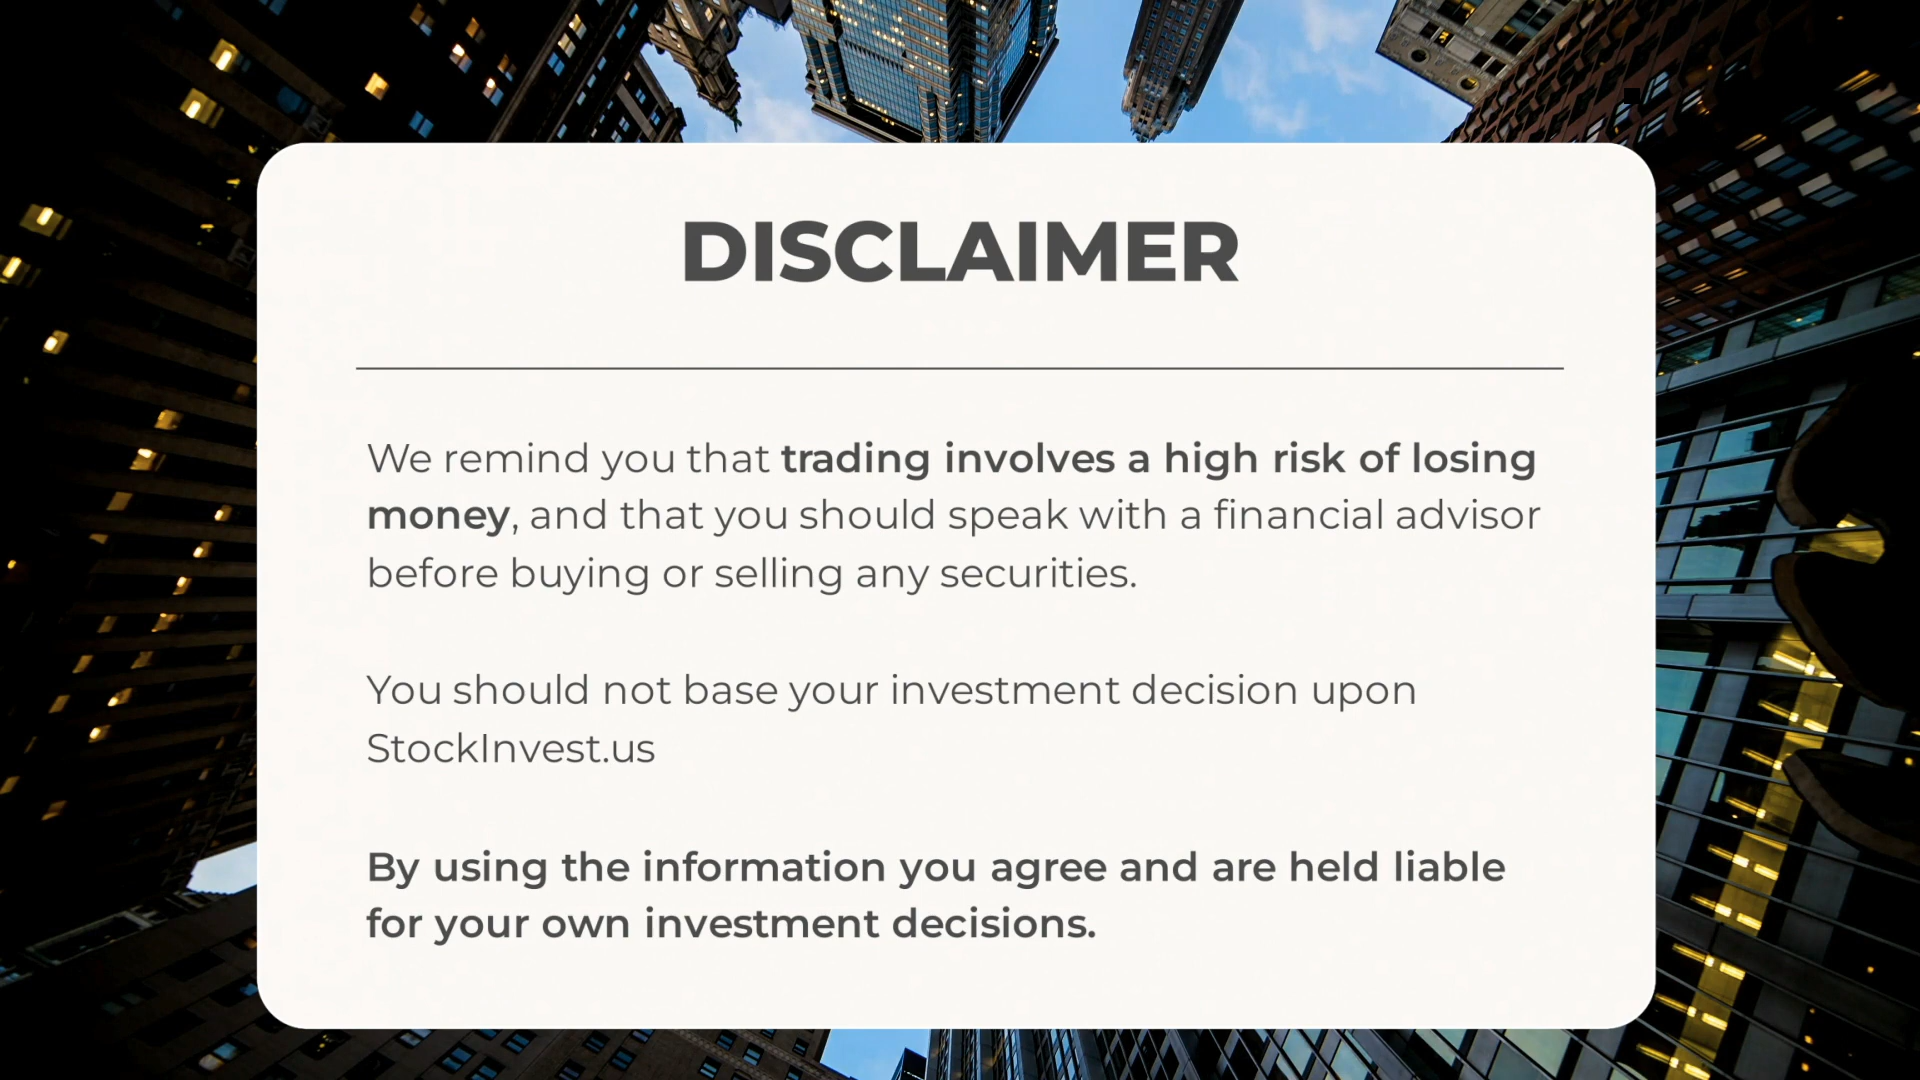 DISCLAIMER
We remind you that trading involves a high risk of losing
money, and that you should speak with a financial advisor
before buying or selling any securities.
You should not base your investment decision upon
StockInvest.us
By using the information you agree and are held liable
for your own investment decisions.